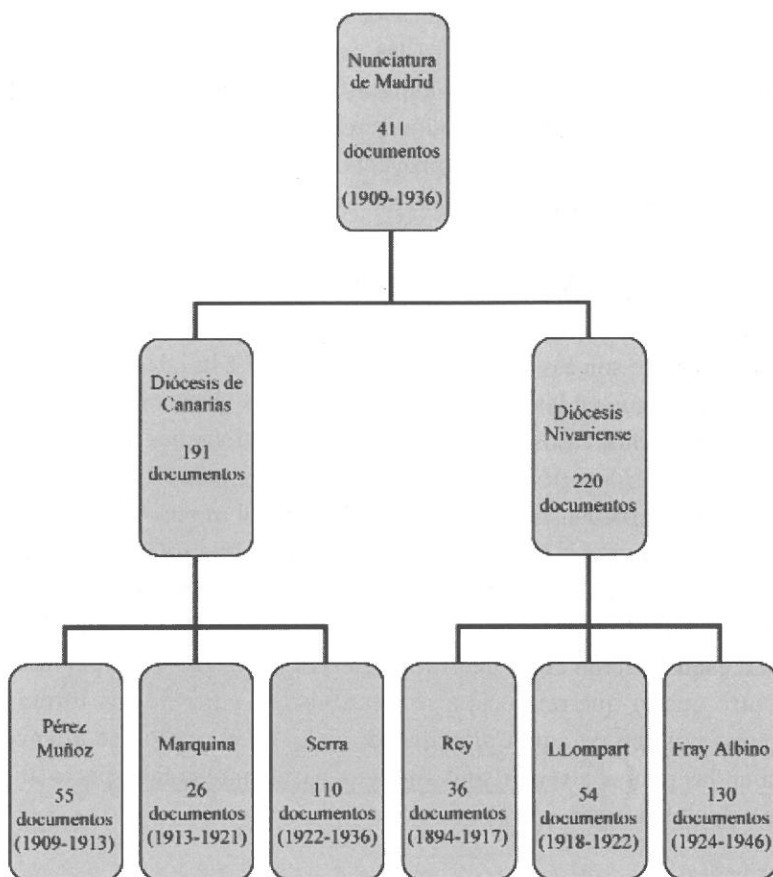 Nunciatura
de Madrid
411
documentos
(1909-1936)
Diócesis de
Canarias
191
documentos
Diócesis
Nivariense
220
documentos
Pérez
Muñoz
55
documentos
(1909-1913)
Marquina
26
documentos
(1913-1921)
Serra
110
documentos
(1922-1936)
Rey
36
documentos
(1894-1917)
LLompart
54
documentos
(1918-1922)
Fray Albino
130
documentos
(1924-1946)